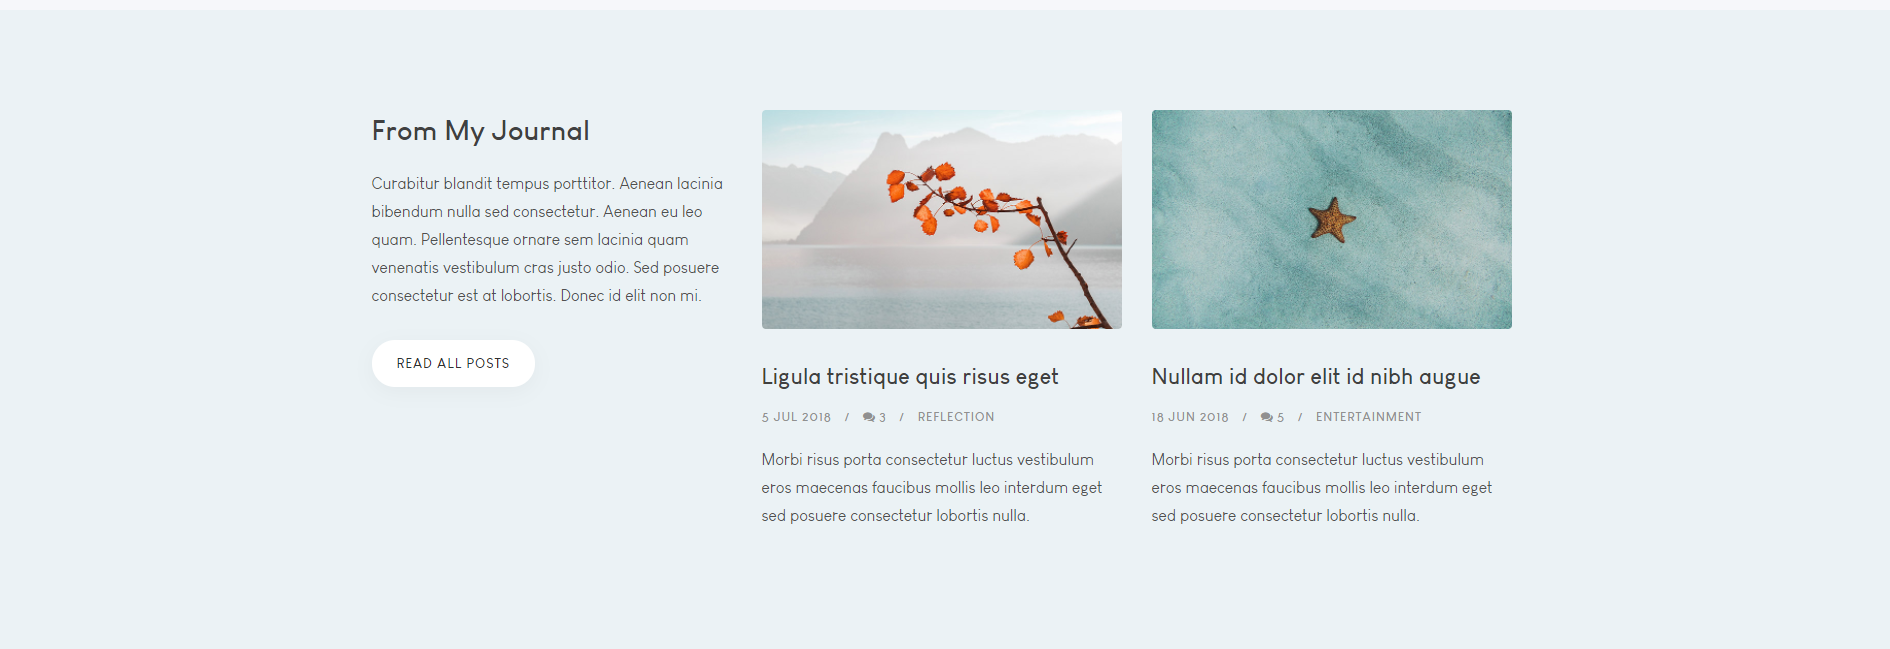 From My Journal
Curabitur blandit tempus porttitor. Aenean lacinia
bibendum nulla sed consectetur. Aenean eu leo
quam. Pellentesque ornare sem lacinia quam
venenatis vestibulum cras justo odio. Sed posuere
consectetur est at lobortis. Donec id elit non mi.
READ ALL POSTS
Ligula tristique quis risus eget
5 JUL 2018 / 3 / REFLECTION
Morbi risus porta consectetur luctus vestibulum
eros maecenas faucibus mollis leo interdum eget
sed posuere consectetur lobortis nulla.
Nullam id dolor elit id nibh augue
18 JUN 2018 / 5 / ENTERTAINMENT
Morbi risus porta consectetur luctus vestibulum
eros maecenas faucibus mollis leo interdum eget
sed posuere consectetur lobortis nulla.